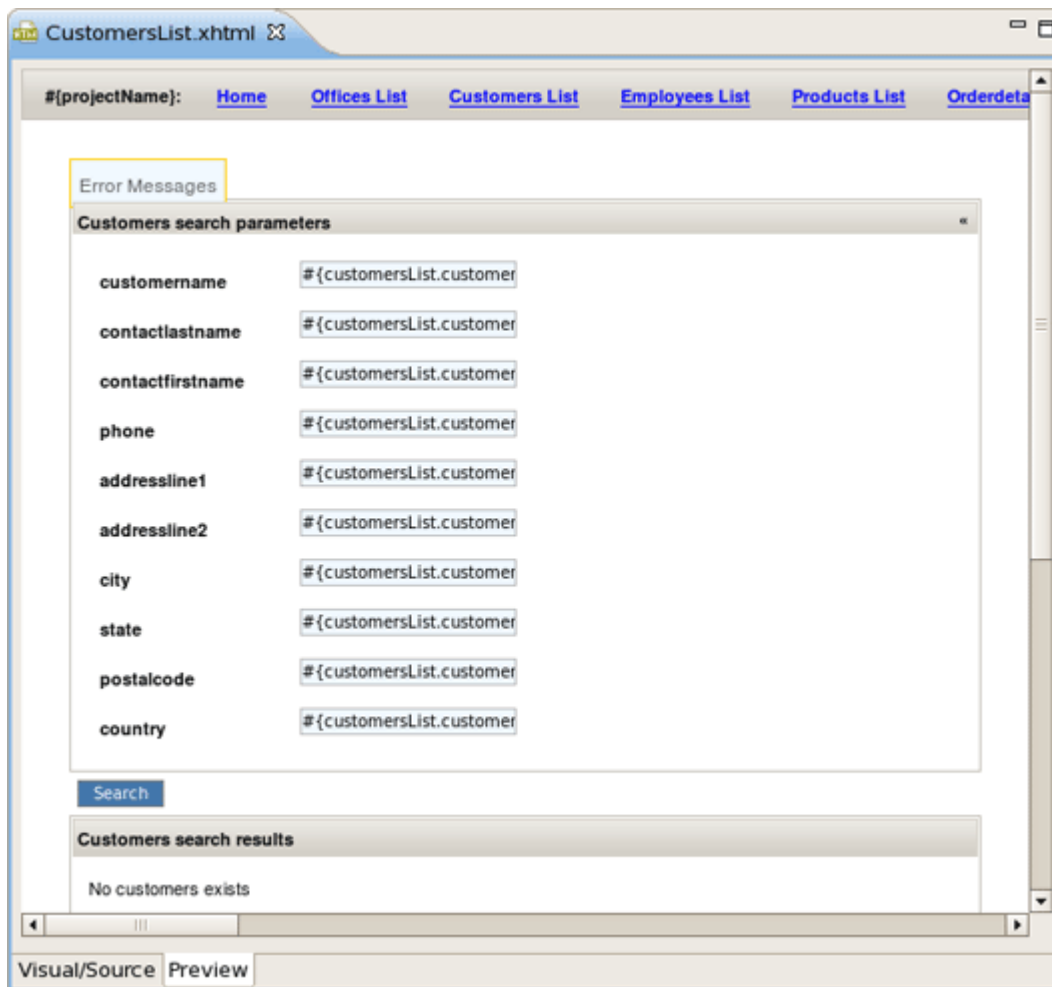 CustomersList.xhtml
#{projectName}: Home Offices List Customers List Employees List Products List Orderdeta
Error Messages
Customers search parameters «
customername #{customersList.customer
contactlastname #{customersList.customer
contactfirstname #{customersList.customer
phone #{customersList.customer
addressline1 #{customersList.customer
addressline2 #{customersList.customer
city #{customersList.customer
state #{customersList.customer
postalcode #{customersList.customer
country #{customersList.customer
Search
Customers search results
No customers exists
Visual/Source Preview